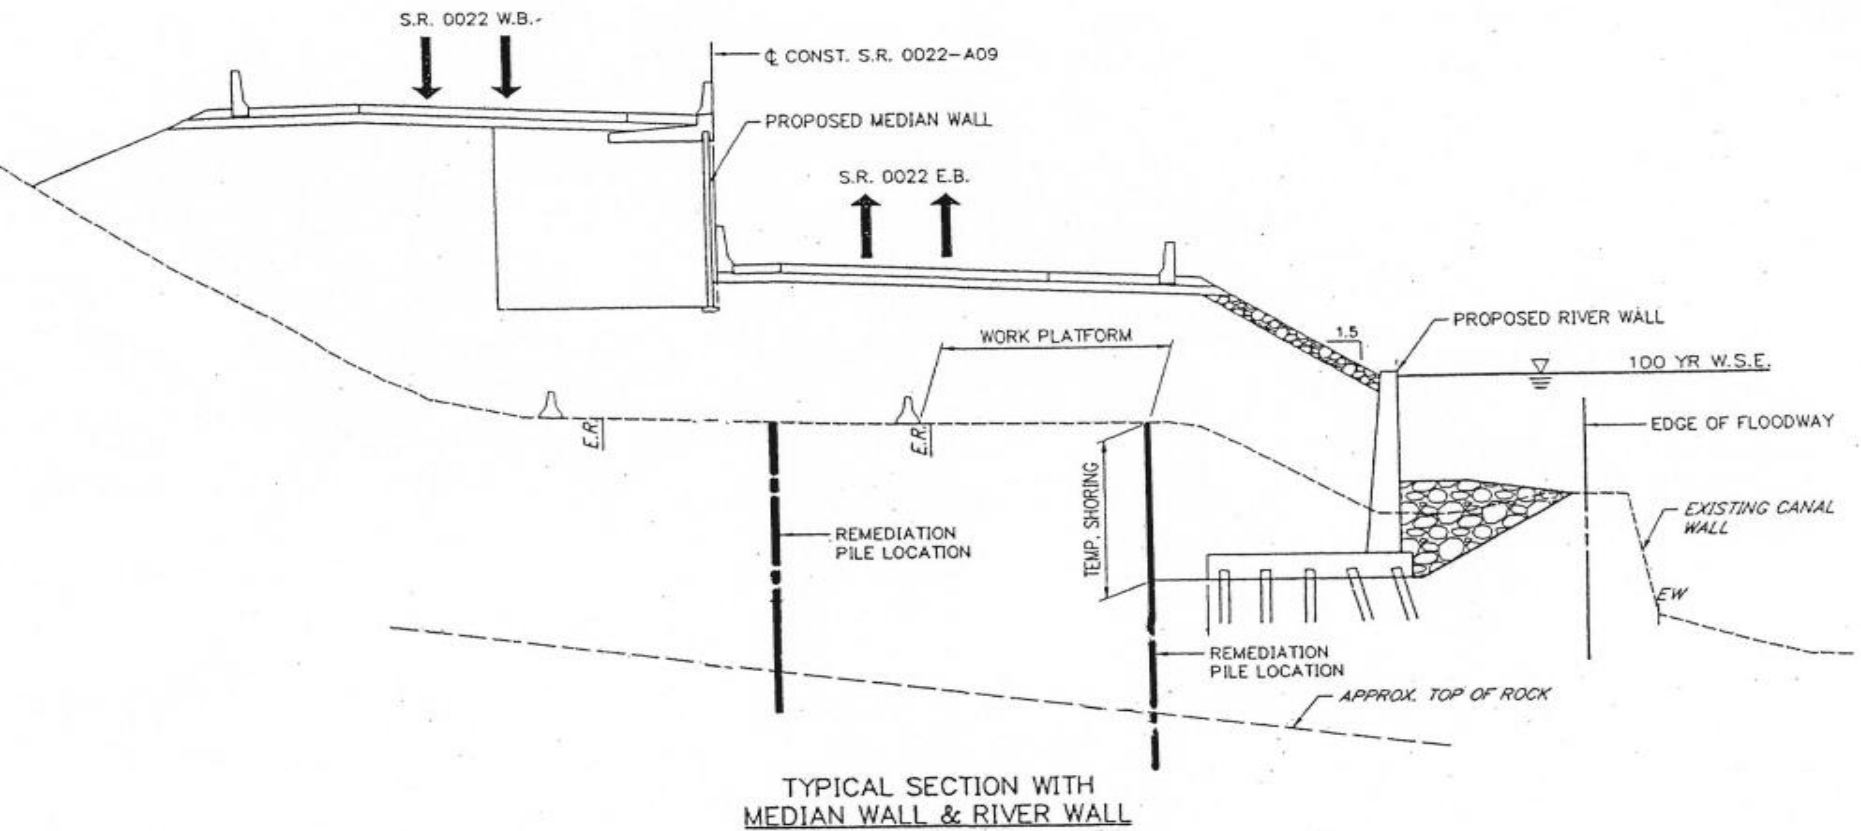 S.R. 0022 W.B.
℄ CONST. S.R. 0022-A09
PROPOSED MEDIAN WALL
S.R. 0022 E.B.
WORK PLATFORM
1.5
PROPOSED RIVER WALL
100 YR W.S.E.
EDGE OF FLOODWAY
E.R.
E.R.
TEMP. SHORING
REMEDIATION
PILE LOCATION
EXISTING CANAL
WALL
EW
REMEDIATION
PILE LOCATION
APPROX. TOP OF ROCK
TYPICAL SECTION WITH
MEDIAN WALL & RIVER WALL